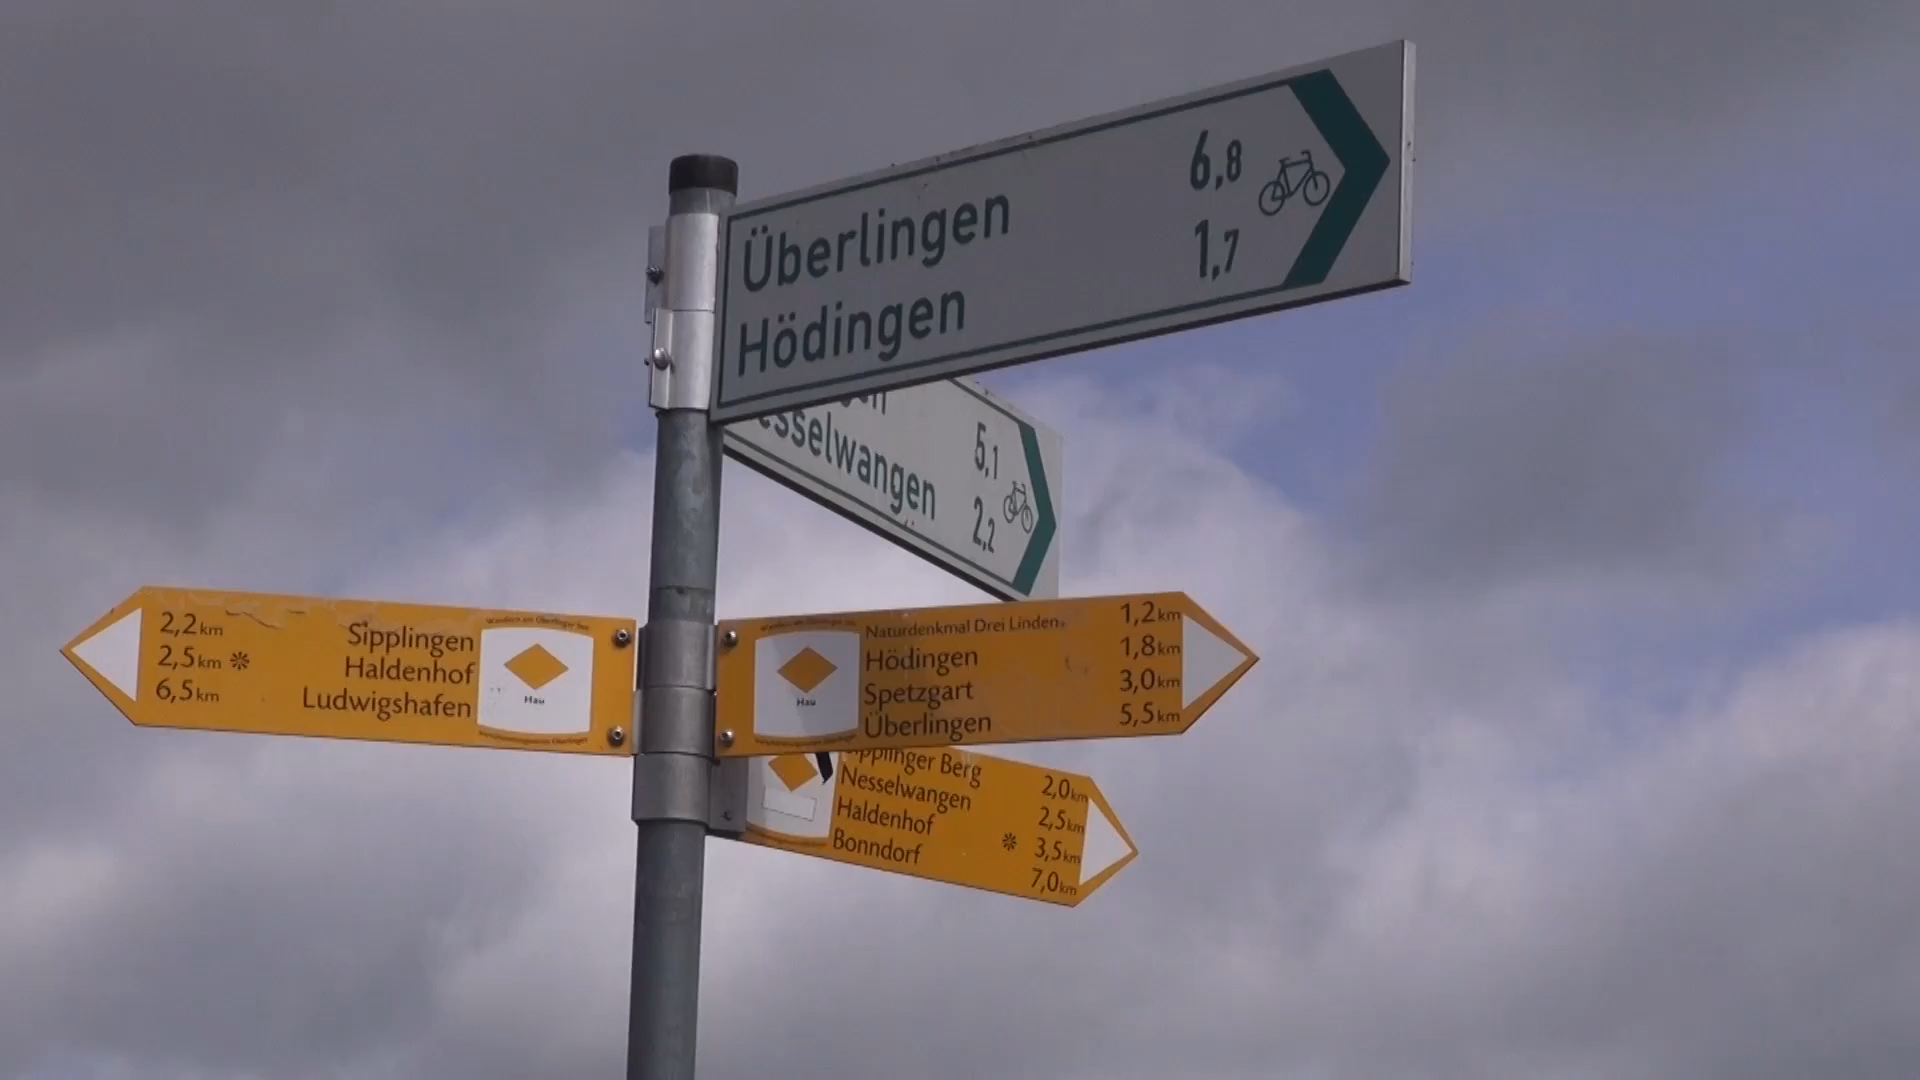 Überlingen 6,8
Hödingen 1,7
5,1
Nesselwangen 2,2
2,2 km Sipplingen
2,5 km Haldenhof
6,5 km Ludwigshafen
Hau
Naturdenkmal Drei Linden 1,2 km
Hödingen 1,8 km
Spetzgart 3,0 km
Überlingen 5,5 km
Hau
Sipplinger Berg 2,0 km
Nesselwangen 2,5 km
Haldenhof 3,5 km
Bonndorf 7,0 km